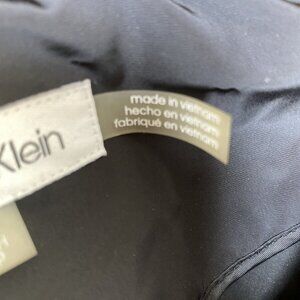 Klein
made in vietnam
hecho en vietnam
fabriqué en vietnam